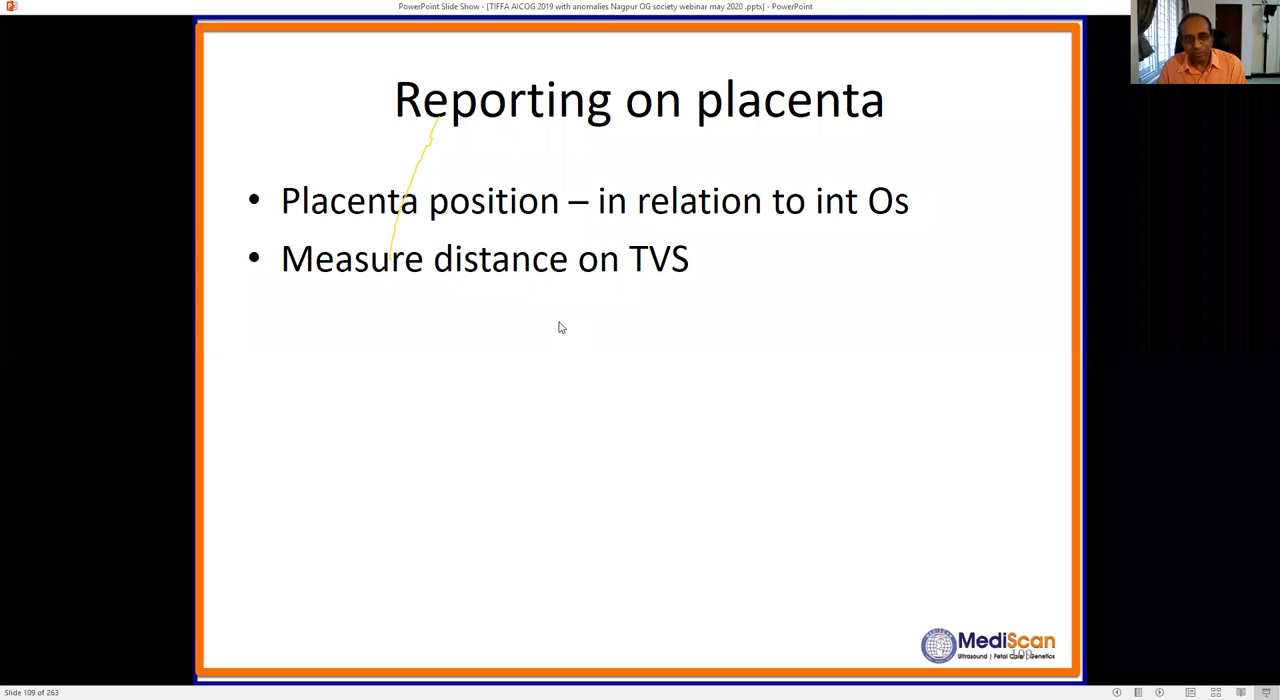 PowerPoint Slide Show - [TIFFA AICOG 2019 with anomalies Nagpur OG society webinar may 2020 .pptx] - PowerPoint
Reporting on placenta
• Placenta position – in relation to int Os
• Measure distance on TVS
MediScan
Ultrasound | Fetal Care | Genetics
109
Slide 109 of 263